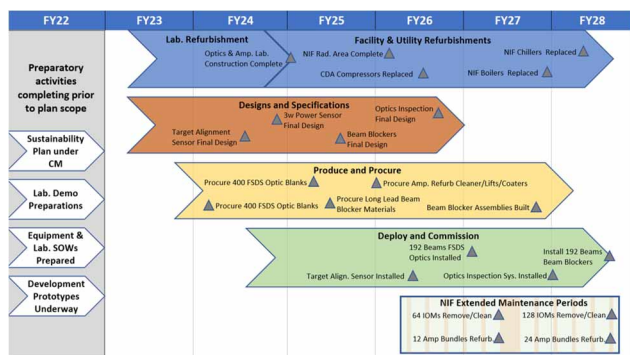 FY22 FY23 FY24 FY25 FY26 FY27 FY28
Preparatory
activities
completing prior
to plan scope
Sustainability
Plan under
CM
Lab. Demo
Preparations
Equipment &
Lab. SOWs
Prepared
Development
Prototypes
Underway
Lab. Refurbishment
Optics & Amp. Lab.
Construction Complete
Facility & Utility Refurbishments
NIF Rad. Area Complete
CDA Compressors Replaced
NIF Chillers Replaced
NIF Boilers Replaced
Designs and Specifications
3w Power Sensor
Final Design
Target Alignment
Sensor Final Design
Beam Blockers
Final Design
Optics Inspection
Final Design
Produce and Procure
Procure 400 FSDS Optic Blanks
Procure Amp. Refurb Cleaner/Lifts/Coaters
Procure 400 FSDS Optic Blanks
Procure Long Lead Beam
Blocker Materials
Beam Blocker Assemblies Built
Deploy and Commission
192 Beams FSDS
Optics Installed
Install 192 Beams
Beam Blockers
Target Align. Sensor Installed
Optics Inspection Sys. Installed
NIF Extended Maintenance Periods
64 IOMs Remove/Clean
128 IOMs Remove/Clean
12 Amp Bundles Refurb
24 Amp Bundles Refurb